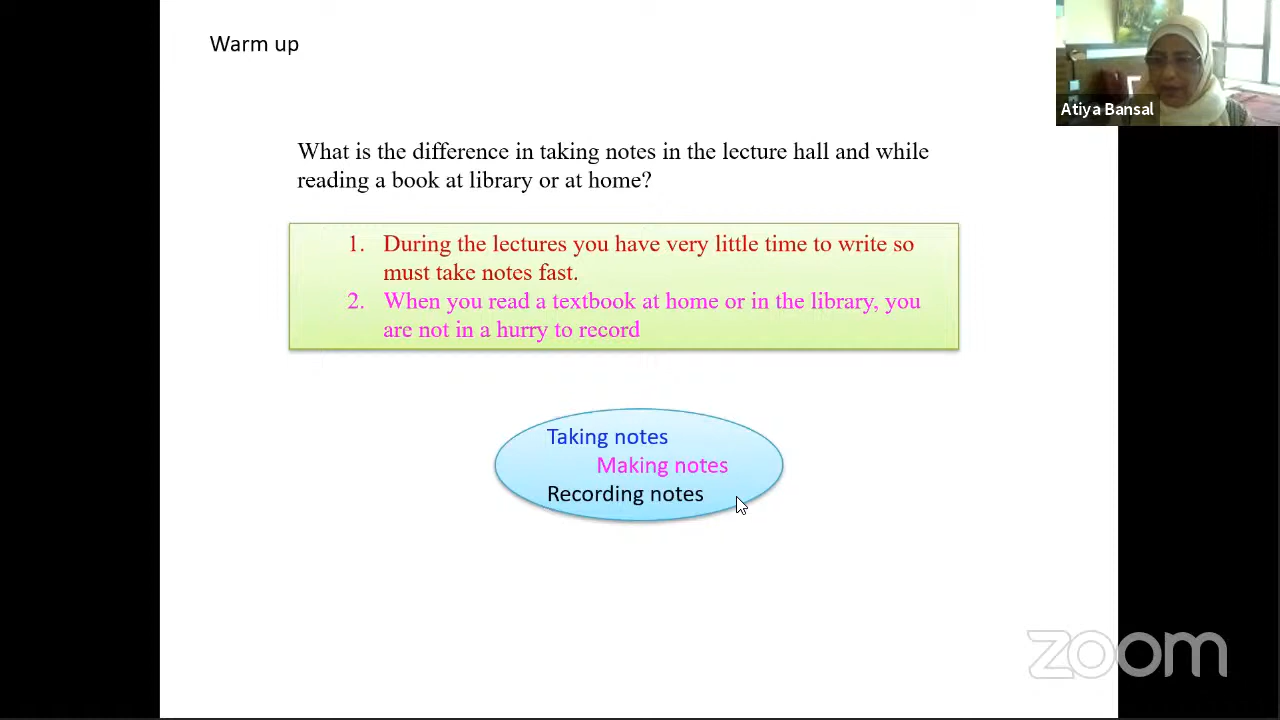 Warm up
Atiya Bansal
What is the difference in taking notes in the lecture hall and while
reading a book at library or at home?
1. During the lectures you have very little time to write so
must take notes fast.
2. When you read a textbook at home or in the library, you
are not in a hurry to record
Taking notes
Making notes
Recording notes
zoom